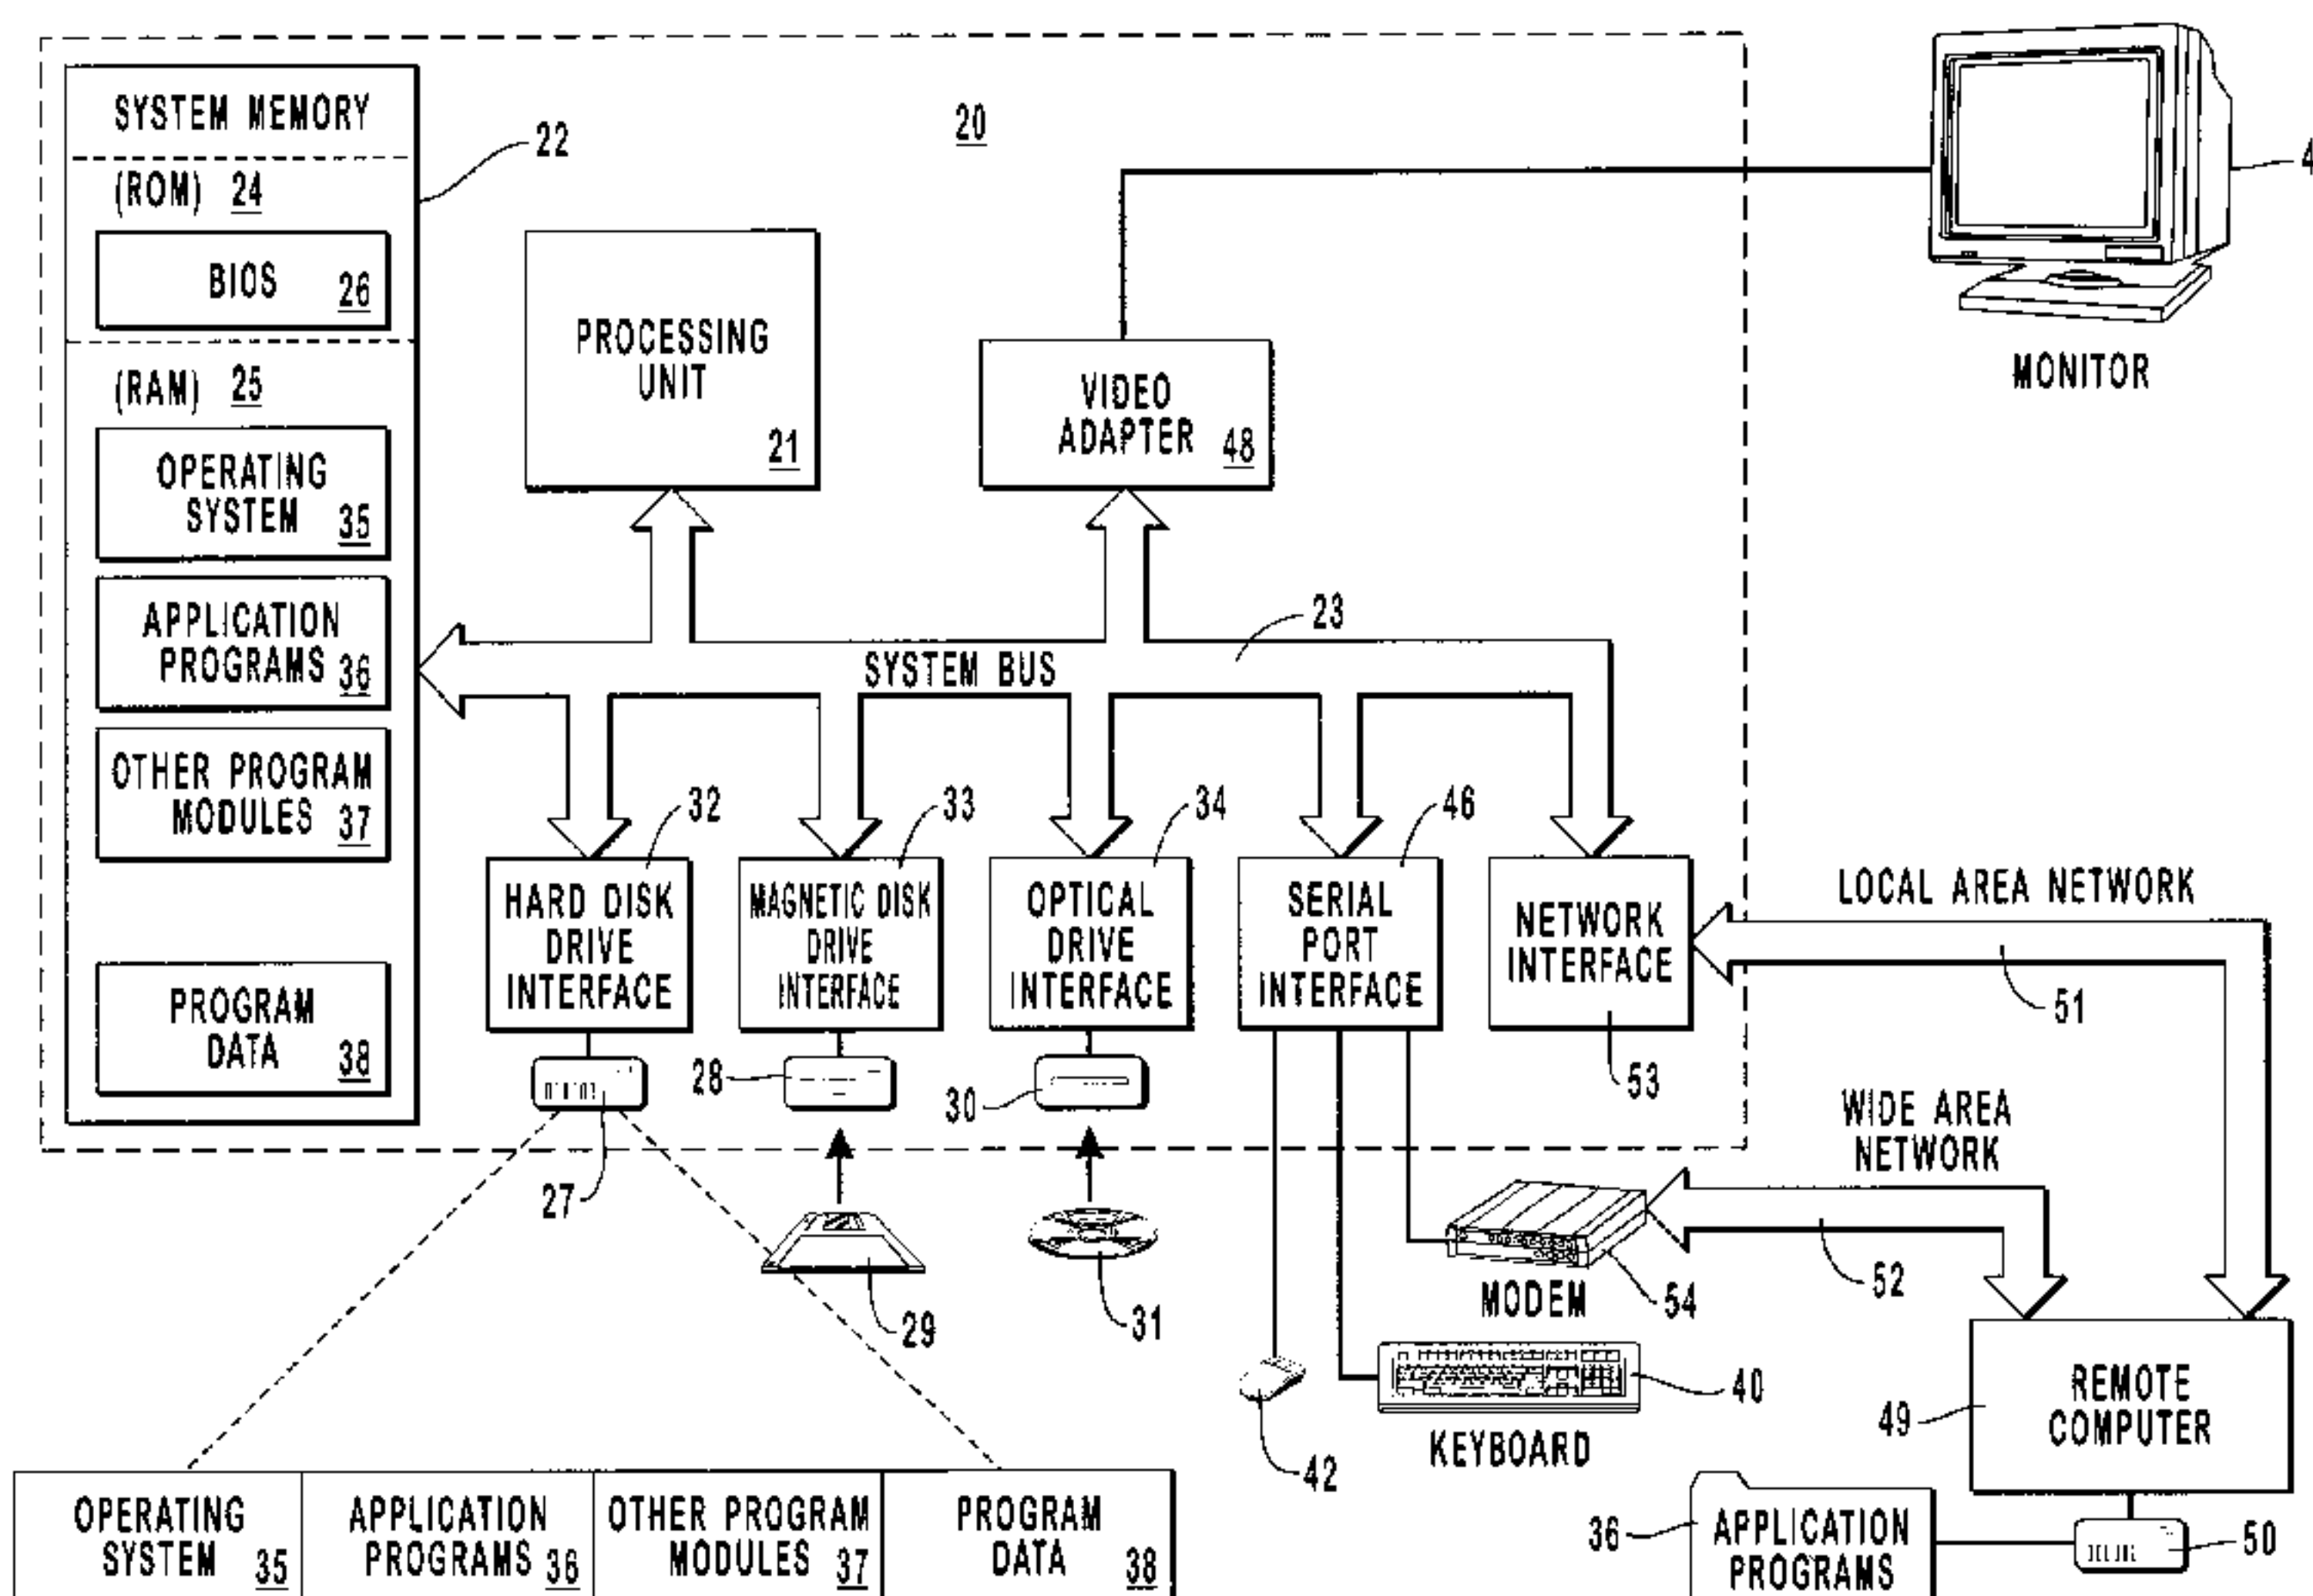 SYSTEM MEMORY
22
20
(ROM) 24
BIOS 26
(RAM) 25
OPERATING
SYSTEM 35
APPLICATION
PROGRAMS 36
OTHER PROGRAM
MODULES 37
PROGRAM
DATA 38
PROCESSING
UNIT
21
VIDEO
ADAPTER 48
MONITOR
SYSTEM BUS
23
32
HARD DISK
DRIVE
INTERFACE
33
MAGNETIC DISK
DRIVE
INTERFACE
34
OPTICAL
DRIVE
INTERFACE
46
SERIAL
PORT
INTERFACE
NETWORK
INTERFACE
53
LOCAL AREA NETWORK
51
27
28
30
29
31
WIDE AREA
NETWORK
52
MODEM
54
42
40
KEYBOARD
49
REMOTE
COMPUTER
50
36
APPLICATION
PROGRAMS
OPERATING
SYSTEM 35
APPLICATION
PROGRAMS 36
OTHER PROGRAM
MODULES 37
PROGRAM
DATA 38